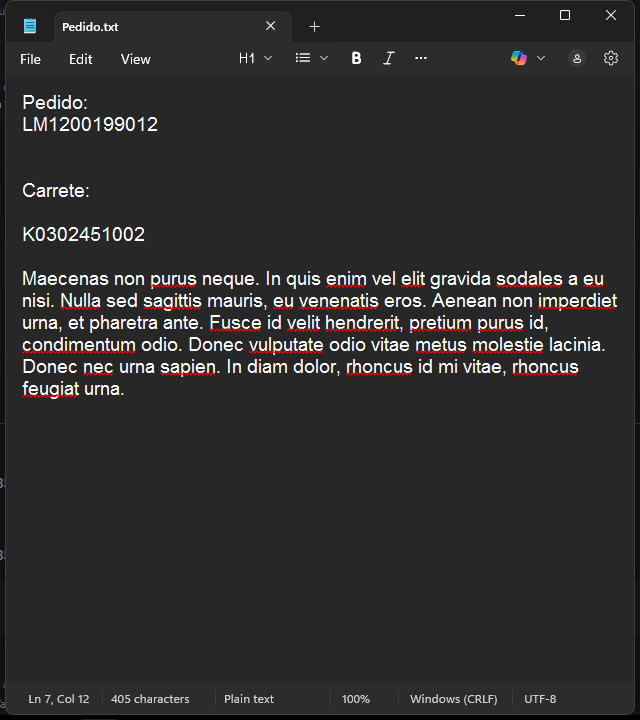 Pedido.txt
File Edit View H1 B I
Pedido:
LM1200199012
Carrete:
K0302451002
Maecenas non purus neque. In quis enim vel elit gravida sodales a eu
nisi. Nulla sed sagittis mauris, eu venenatis eros. Aenean non imperdiet
urna, et pharetra ante. Fusce id velit hendrerit, pretium purus id,
condimentum odio. Donec vulputate odio vitae metus molestie lacinia.
Donec nec urna sapien. In diam dolor, rhoncus id mi vitae, rhoncus
feugiat urna.
Ln 7, Col 12 405 characters Plain text 100% Windows (CRLF) UTF-8